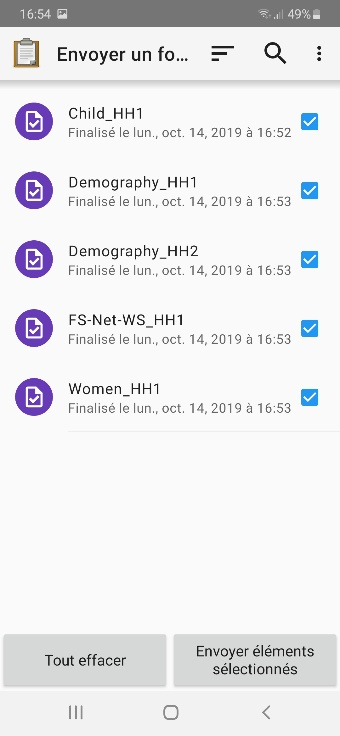 16:54 49%
Envoyer un fo...
Child_HH1
Finalisé le lun., oct. 14, 2019 à 16:52
Demography_HH1
Finalisé le lun., oct. 14, 2019 à 16:53
Demography_HH2
Finalisé le lun., oct. 14, 2019 à 16:53
FS-Net-WS_HH1
Finalisé le lun., oct. 14, 2019 à 16:53
Women_HH1
Finalisé le lun., oct. 14, 2019 à 16:53
Tout effacer
Envoyer éléments
sélectionnés